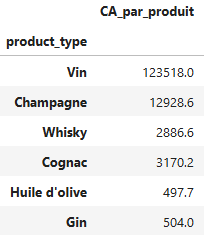 CA_par_produit
product_type
Vin 123518.0
Champagne 12928.6
Whisky 2886.6
Cognac 3170.2
Huile d'olive 497.7
Gin 504.0